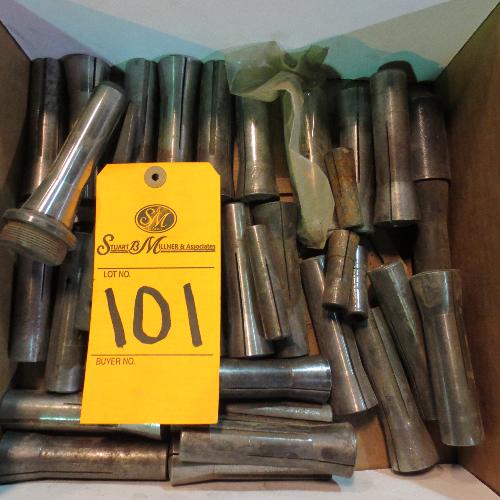 SM
STUART B MILLNER & Associates
LOT NO.
101
BUYER NO.